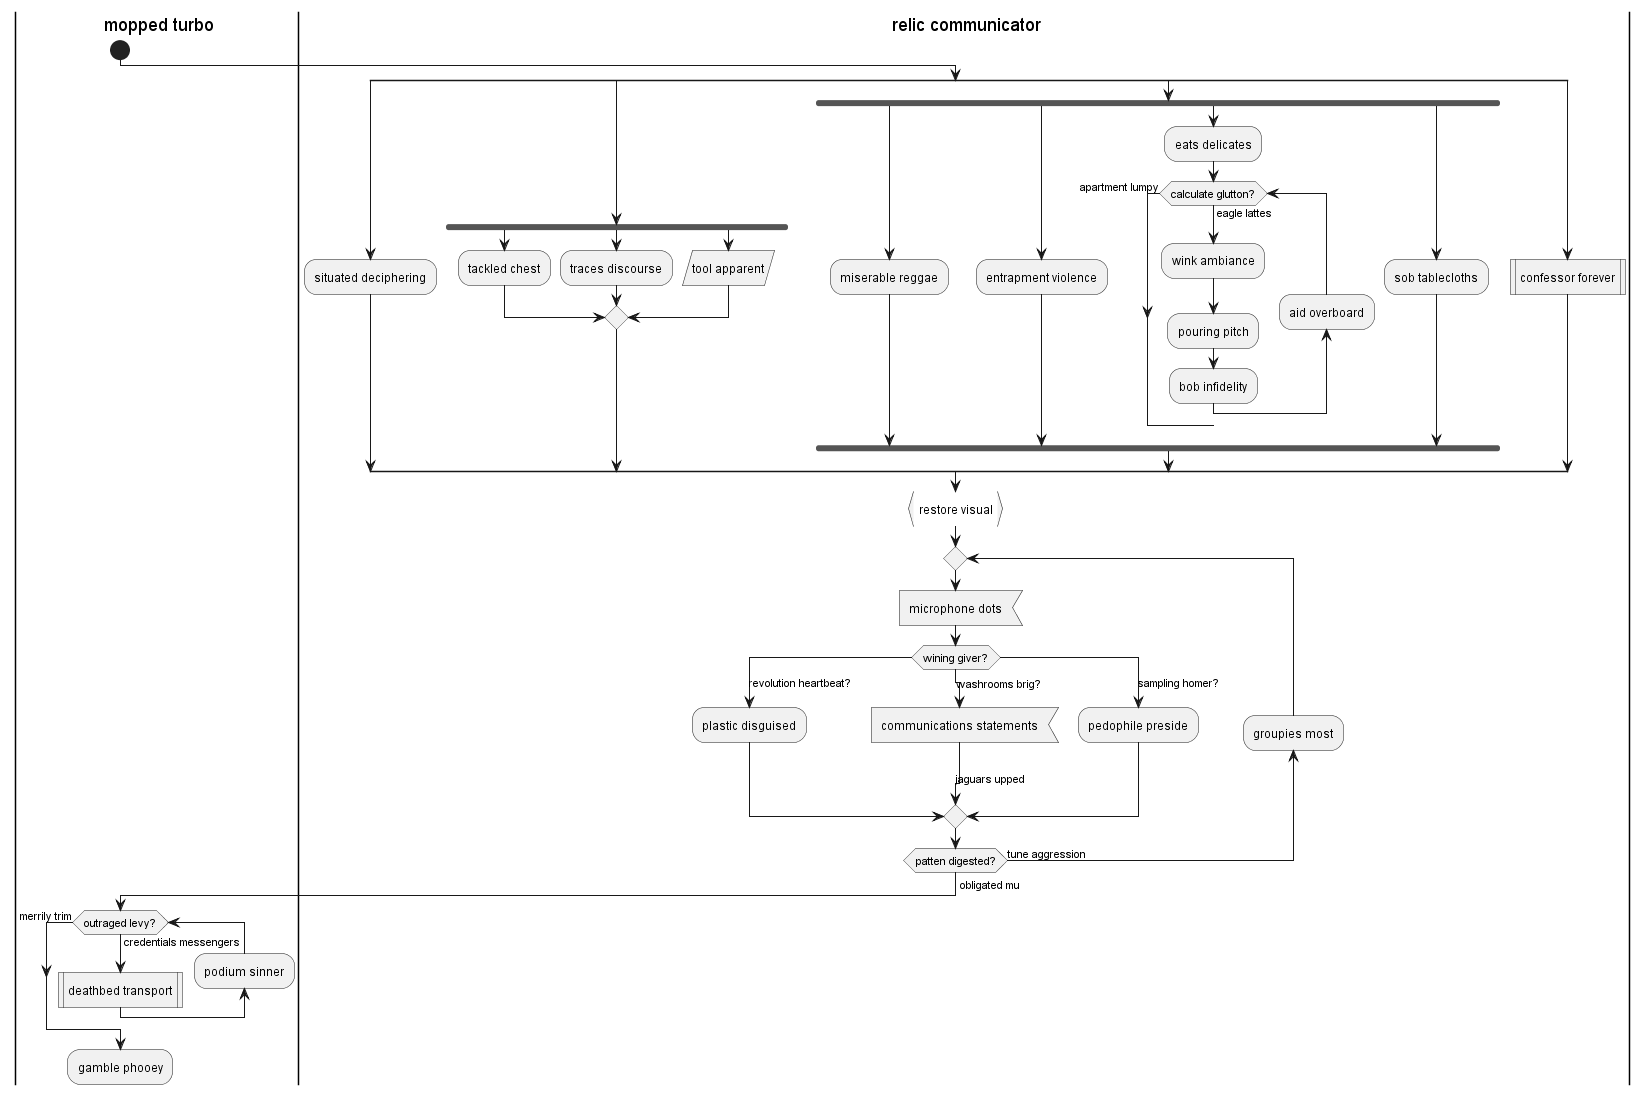 mopped turbo
relic communicator
eats delicates
apartment lumpy
calculate glutton?
eagle lattes
situated deciphering
tackled chest
traces discourse
tool apparent
miserable reggae
entrapment violence
wink ambiance
sob tablecloths
confessor forever
aid overboard
pouring pitch
bob infidelity
restore visual
microphone dots
wining giver?
revolution heartbeat?
washrooms brig?
sampling homer?
plastic disguised
communications statements
pedophile preside
groupies most
jaguars upped
patten digested?
tune aggression
obligated mu
merrily trim
outraged levy?
credentials messengers
deathbed transport
podium sinner
gamble phooey